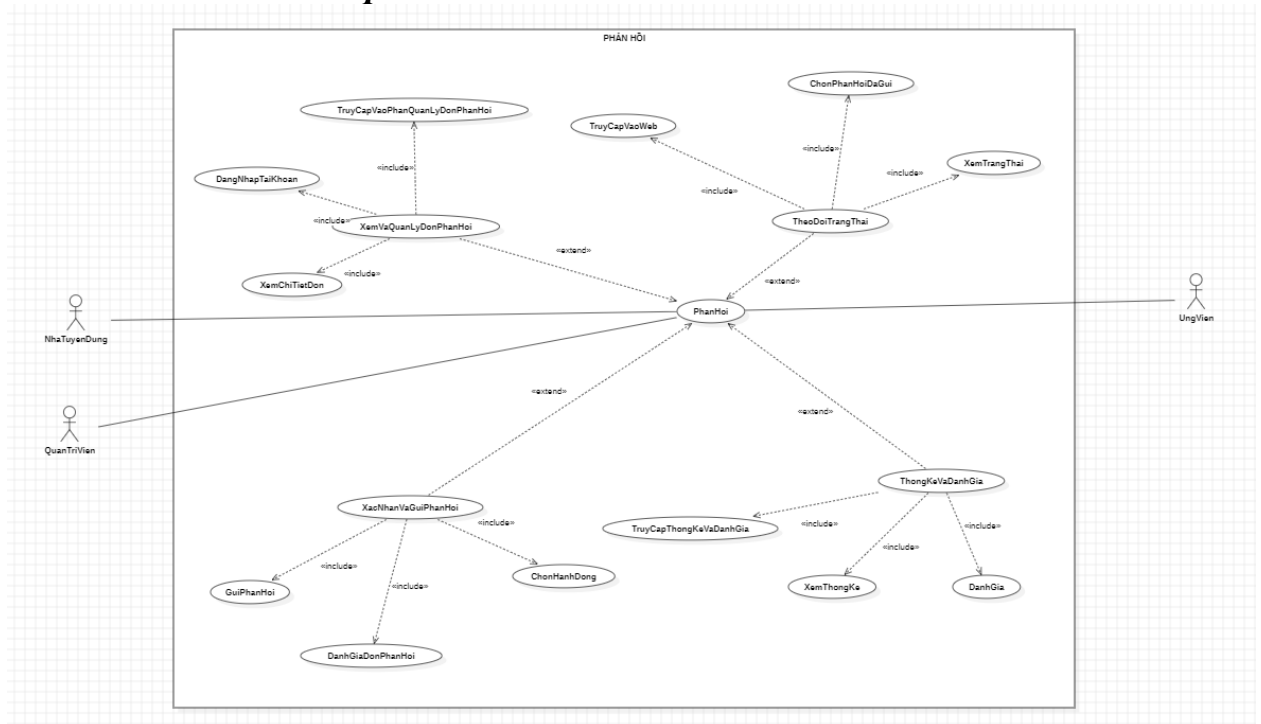 PHẢN HỒI
ChonPhanHoiDaGui
TruyCapVaoPhanQuanLyDonPhanHoi
TruyCapVaoWeb
«include»
«include»
XemTrangThai
«include»
DangNhapTaiKhoan
«include»
«include»
XemVaQuanLyDonPhanHoi
TheoDoiTrangThai
«extend»
«include»
XemChiTietDon
«extend»
PhanHoi
UngVien
NhaTuyenDung
«extend»
«extend»
QuanTriVien
ThongKeVaDanhGia
XacNhanVaGuiPhanHoi
«include»
TruyCapThongKeVaDanhGia
«include»
«include»
«include»
«include»
ChonHanhDong
«include»
XemThongKe
DanhGia
GuiPhanHoi
DanhGiaDonPhanHoi